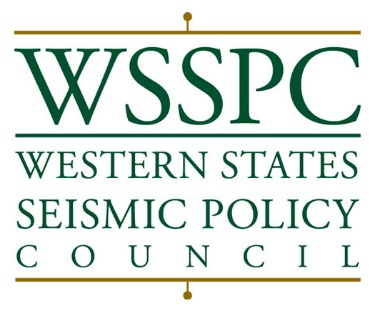 WSSPC
WESTERN STATES
SEISMIC POLICY
COUNCIL